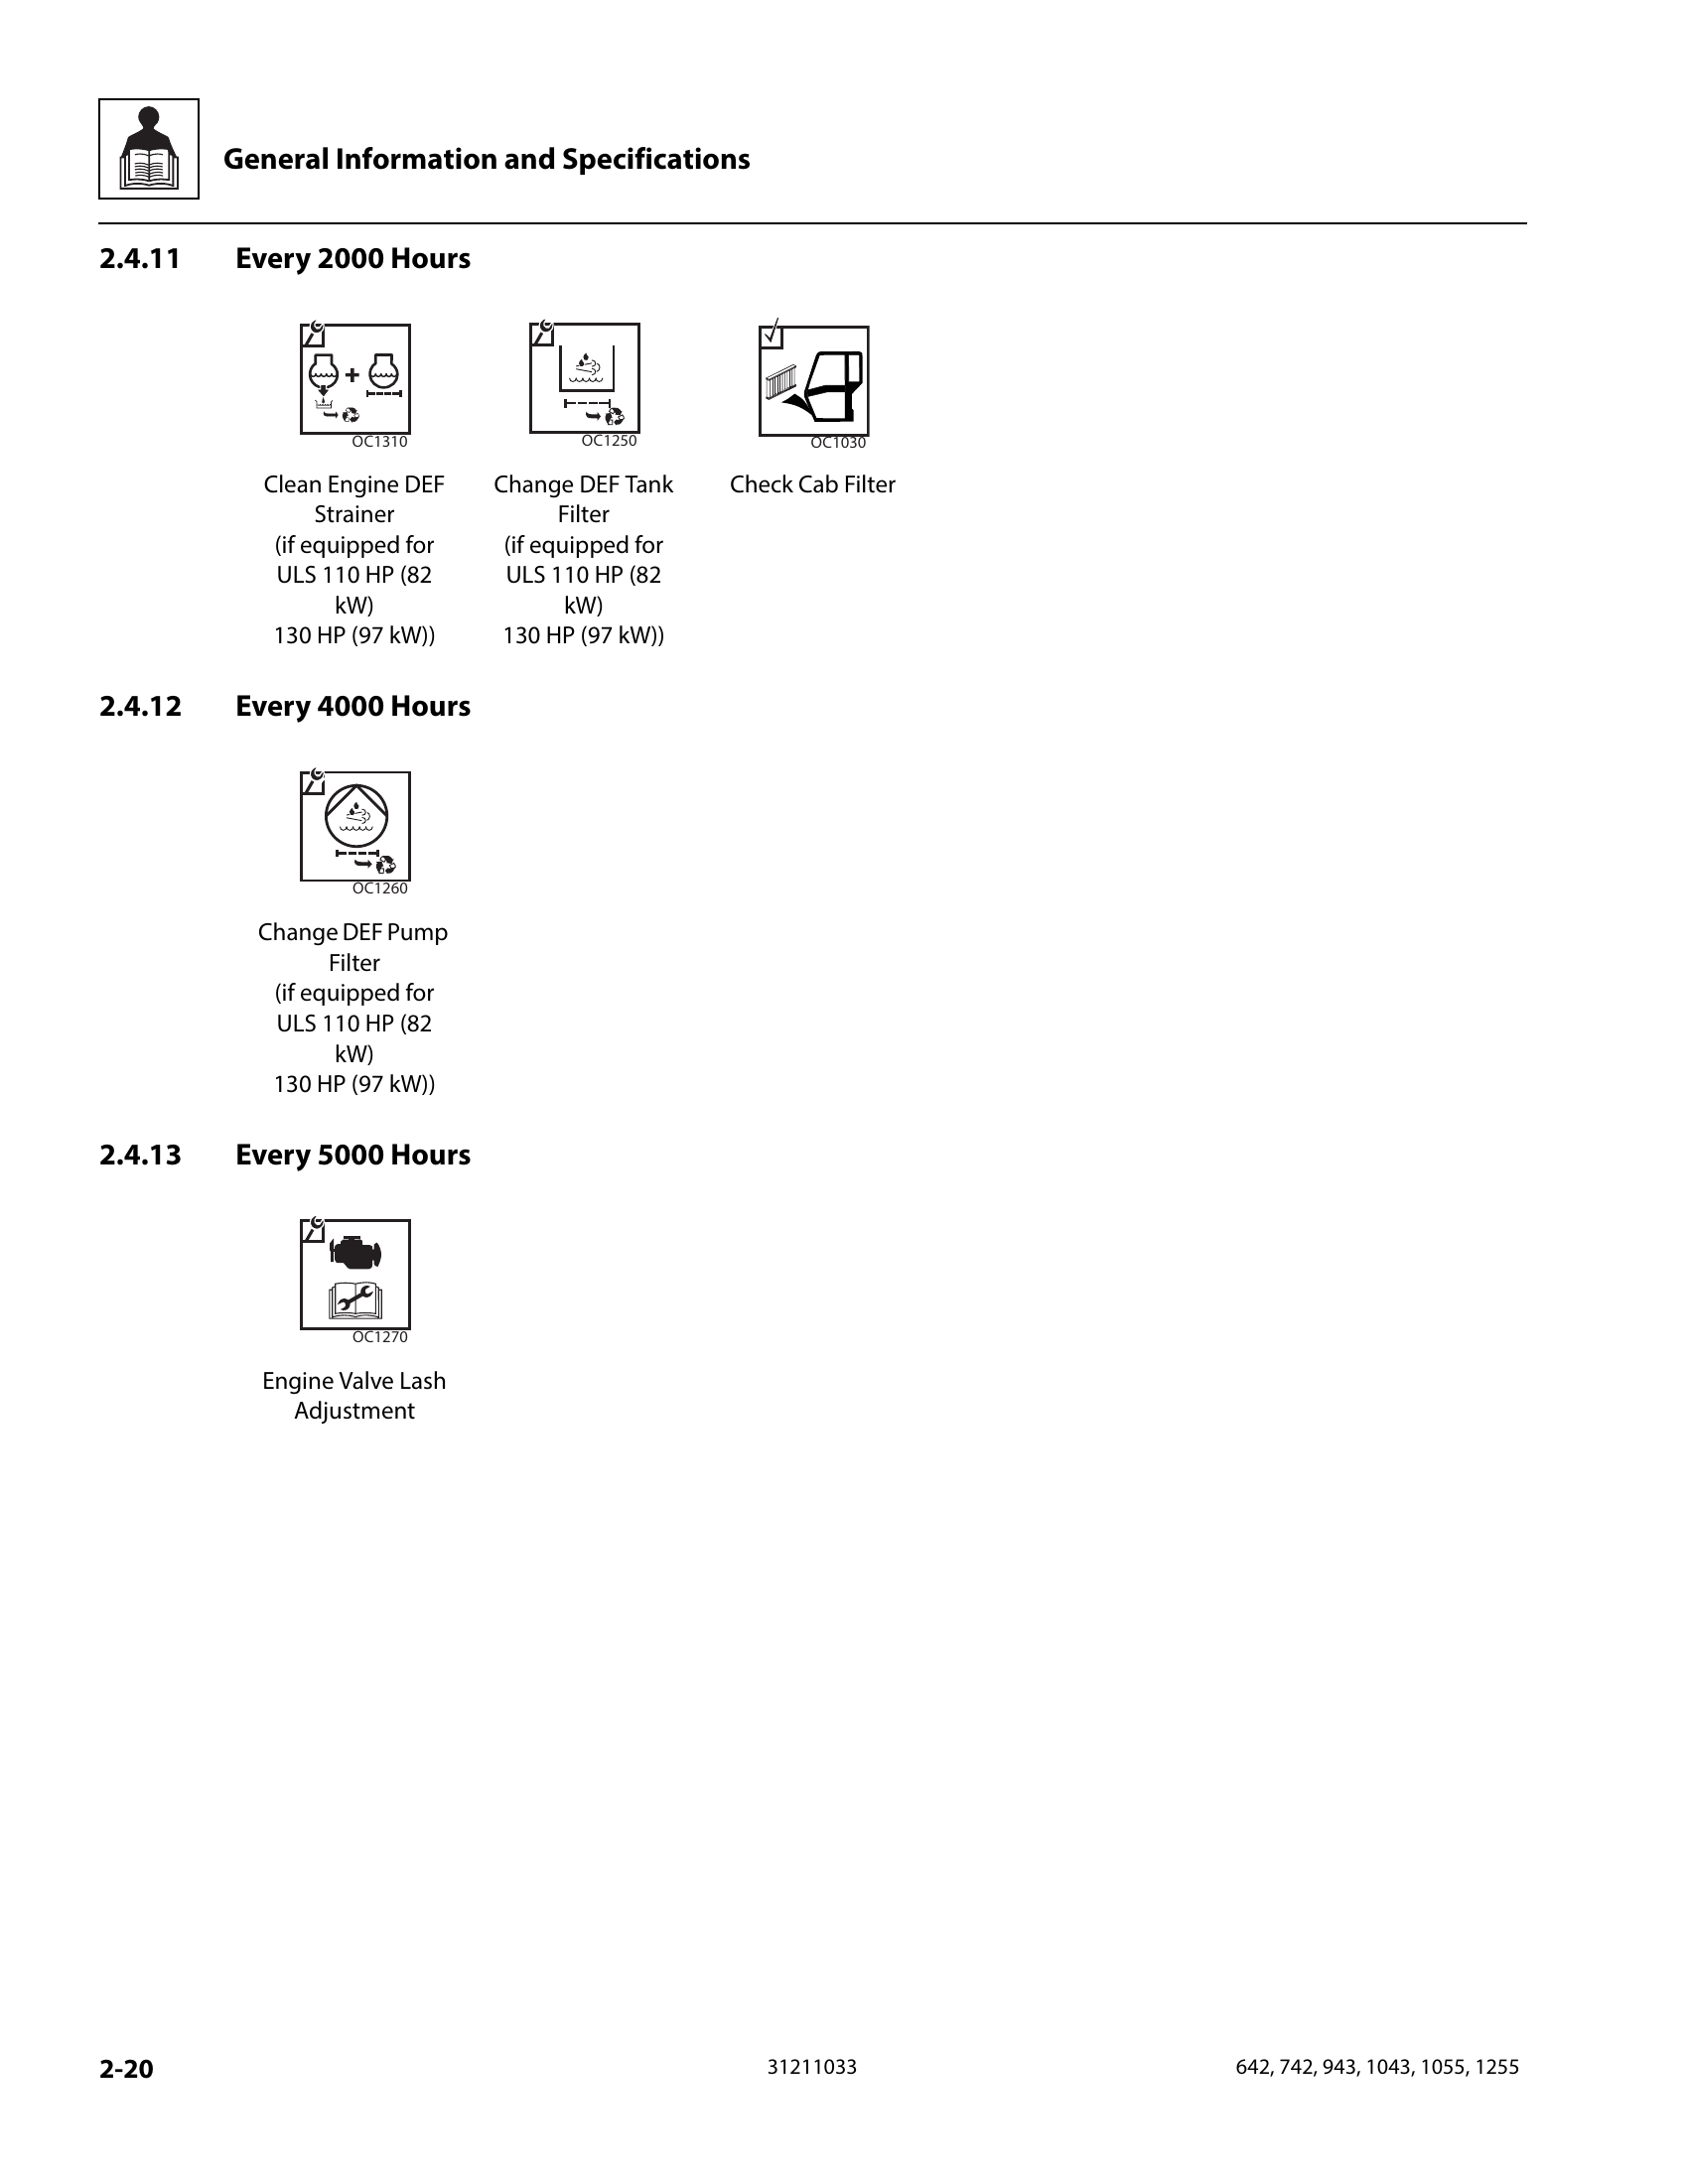 General Information and Specifications
2.4.11 Every 2000 Hours
OC1310
Clean Engine DEF
Strainer
(if equipped for
ULS 110 HP (82
kW)
130 HP (97 kW))
OC1250
Change DEF Tank
Filter
(if equipped for
ULS 110 HP (82
kW)
130 HP (97 kW))
OC1030
Check Cab Filter
2.4.12 Every 4000 Hours
OC1260
Change DEF Pump
Filter
(if equipped for
ULS 110 HP (82
kW)
130 HP (97 kW))
2.4.13 Every 5000 Hours
OC1270
Engine Valve Lash
Adjustment
2-20 31211033 642, 742, 943, 1043, 1055, 1255